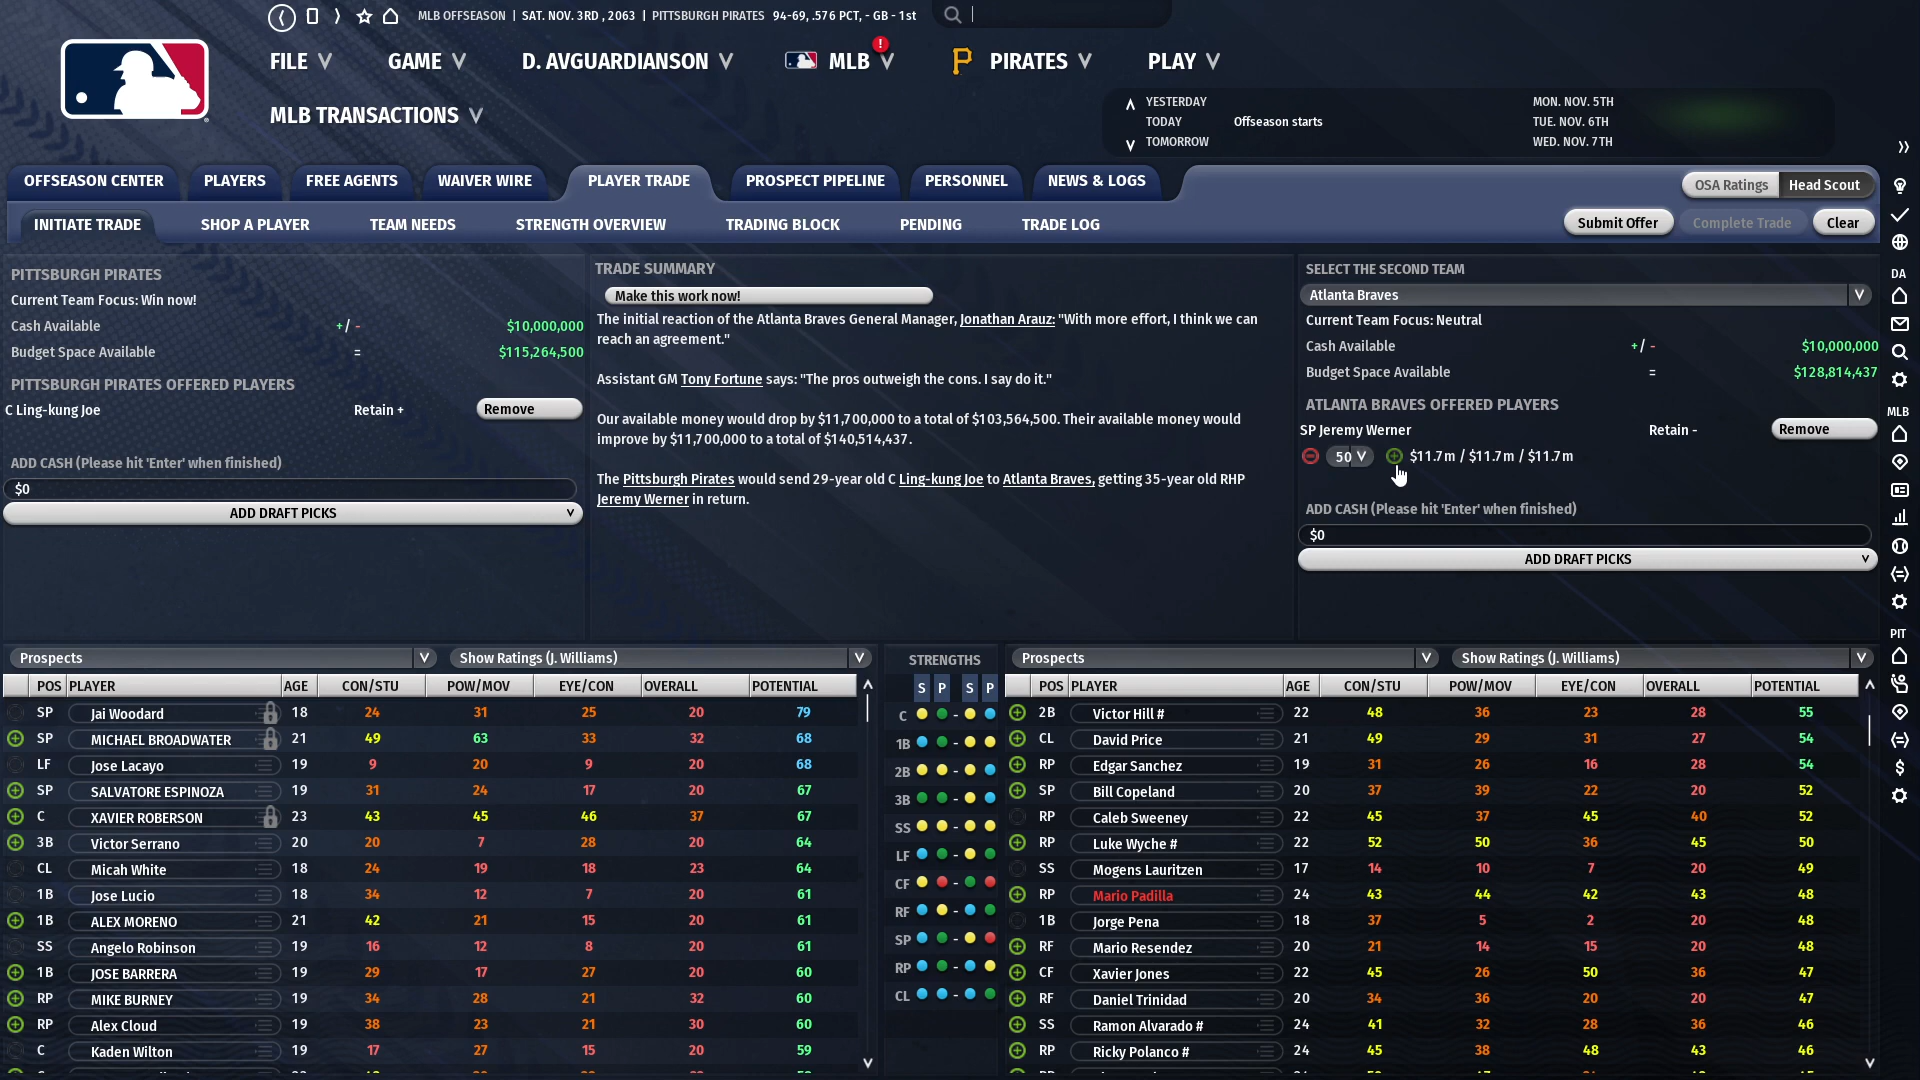 MLB OFFSEASON | SAT. NOV. 3RD , 2063 | PITTSBURGH PIRATES 94-69, .576 PCT, - GB - 1st
FILE GAME D. AVGUARDIANSON MLB ! P PIRATES PLAY
MLB TRANSACTIONS
YESTERDAY MON. NOV. 5TH
TODAY Offseason starts TUE. NOV. 6TH
TOMORROW WED. NOV. 7TH
OFFSEASON CENTER PLAYERS FREE AGENTS WAIVER WIRE PLAYER TRADE PROSPECT PIPELINE PERSONNEL NEWS & LOGS OSA Ratings Head Scout
INITIATE TRADE SHOP A PLAYER TEAM NEEDS STRENGTH OVERVIEW TRADING BLOCK PENDING TRADE LOG Submit Offer Complete Trade Clear
PITTSBURGH PIRATES
Current Team Focus: Win now!
Cash Available + / - $10,000,000
Budget Space Available = $115,264,500
PITTSBURGH PIRATES OFFERED PLAYERS
C Ling-kung Joe Retain + Remove
ADD CASH (Please hit 'Enter' when finished)
$0
ADD DRAFT PICKS
TRADE SUMMARY
Make this work now!
The initial reaction of the Atlanta Braves General Manager, Jonathan Arauz: "With more effort, I think we can
reach an agreement."
Assistant GM Tony Fortune says: "The pros outweigh the cons. I say do it."
Our available money would drop by $11,700,000 to a total of $103,564,500. Their available money would
improve by $11,700,000 to a total of $140,514,437.
The Pittsburgh Pirates would send 29-year old C Ling-kung Joe to Atlanta Braves, getting 35-year old RHP
Jeremy Werner in return.
SELECT THE SECOND TEAM
Atlanta Braves
Current Team Focus: Neutral
Cash Available + / - $10,000,000
Budget Space Available = $128,814,437
ATLANTA BRAVES OFFERED PLAYERS
SP Jeremy Werner Retain - Remove
50 $11.7m / $11.7m / $11.7m
ADD CASH (Please hit 'Enter' when finished)
$0
ADD DRAFT PICKS
DA
MLB
PIT
Prospects Show Ratings (J. Williams)
POS PLAYER AGE CON/STU POW/MOV EYE/CON OVERALL POTENTIAL
SP Jai Woodard 18 24 31 25 20 79
SP MICHAEL BROADWATER 21 49 63 33 32 68
LF Jose Lacayo 19 9 20 9 20 68
SP SALVATORE ESPINOZA 19 31 24 17 20 67
C XAVIER ROBERSON 23 43 45 46 37 67
3B Victor Serrano 20 20 7 28 20 64
CL Micah White 18 24 19 18 23 64
1B Jose Lucio 18 34 12 7 20 61
1B ALEX MORENO 21 42 21 15 20 61
SS Angelo Robinson 19 16 12 8 20 61
1B JOSE BARRERA 19 29 17 27 20 60
RP MIKE BURNEY 19 34 28 21 32 60
RP Alex Cloud 19 38 23 21 30 60
C Kaden Wilton 19 17 27 15 20 59
STRENGTHS
S P S P
C -
1B -
2B -
3B -
SS -
LF -
CF -
RF -
SP -
RP -
CL -
Prospects Show Ratings (J. Williams)
POS PLAYER AGE CON/STU POW/MOV EYE/CON OVERALL POTENTIAL
2B Victor Hill # 22 48 36 23 28 55
CL David Price 21 49 29 31 27 54
RP Edgar Sanchez 19 31 26 16 28 54
SP Bill Copeland 20 37 39 22 20 52
RP Caleb Sweeney 22 45 37 45 40 52
RP Luke Wyche # 22 52 50 36 45 50
SS Mogens Lauritzen 17 14 10 7 20 49
RP Mario Padilla 24 43 44 42 43 48
1B Jorge Pena 18 37 5 2 20 48
RF Mario Resendez 20 21 14 15 20 48
CF Xavier Jones 22 45 26 50 36 47
RF Daniel Trinidad 20 34 36 20 20 47
SS Ramon Alvarado # 24 41 32 28 36 46
RP Ricky Polanco # 24 45 38 48 43 46